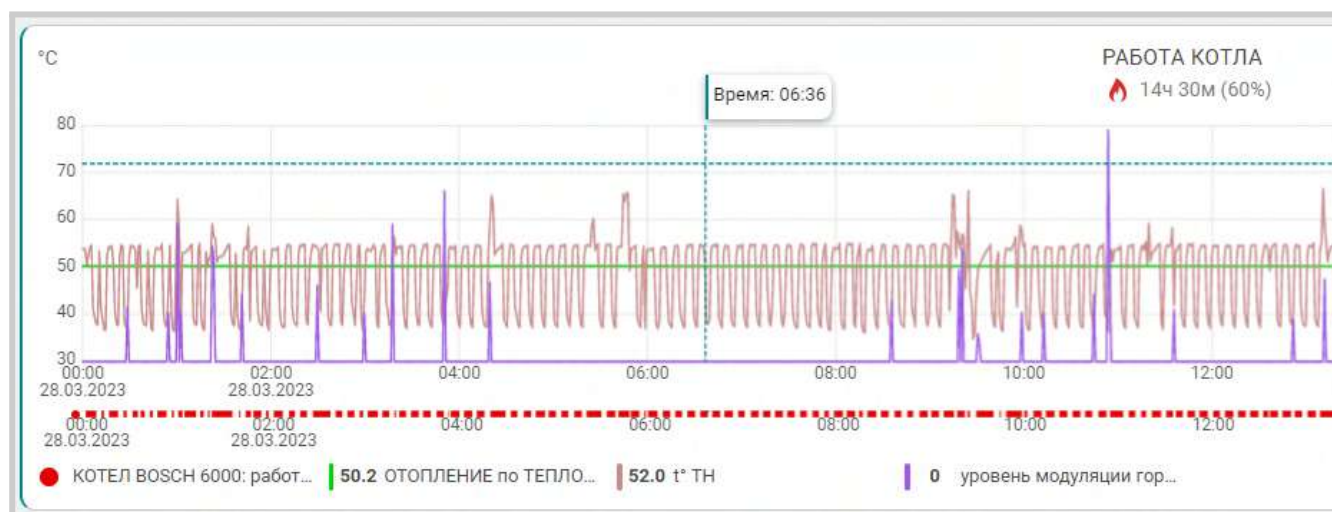 °C
РАБОТА КОТЛА
14ч 30м (60%)
Время: 06:36
80
70
60
50
40
30
00:00 02:00 04:00 06:00 08:00 10:00 12:00
28.03.2023 28.03.2023
00:00 02:00 04:00 06:00 08:00 10:00 12:00
28.03.2023 28.03.2023
КОТЕЛ BOSCH 6000: работ... 50.2 ОТОПЛЕНИЕ по ТЕПЛО... 52.0 t° ТН 0 уровень модуляции гор...